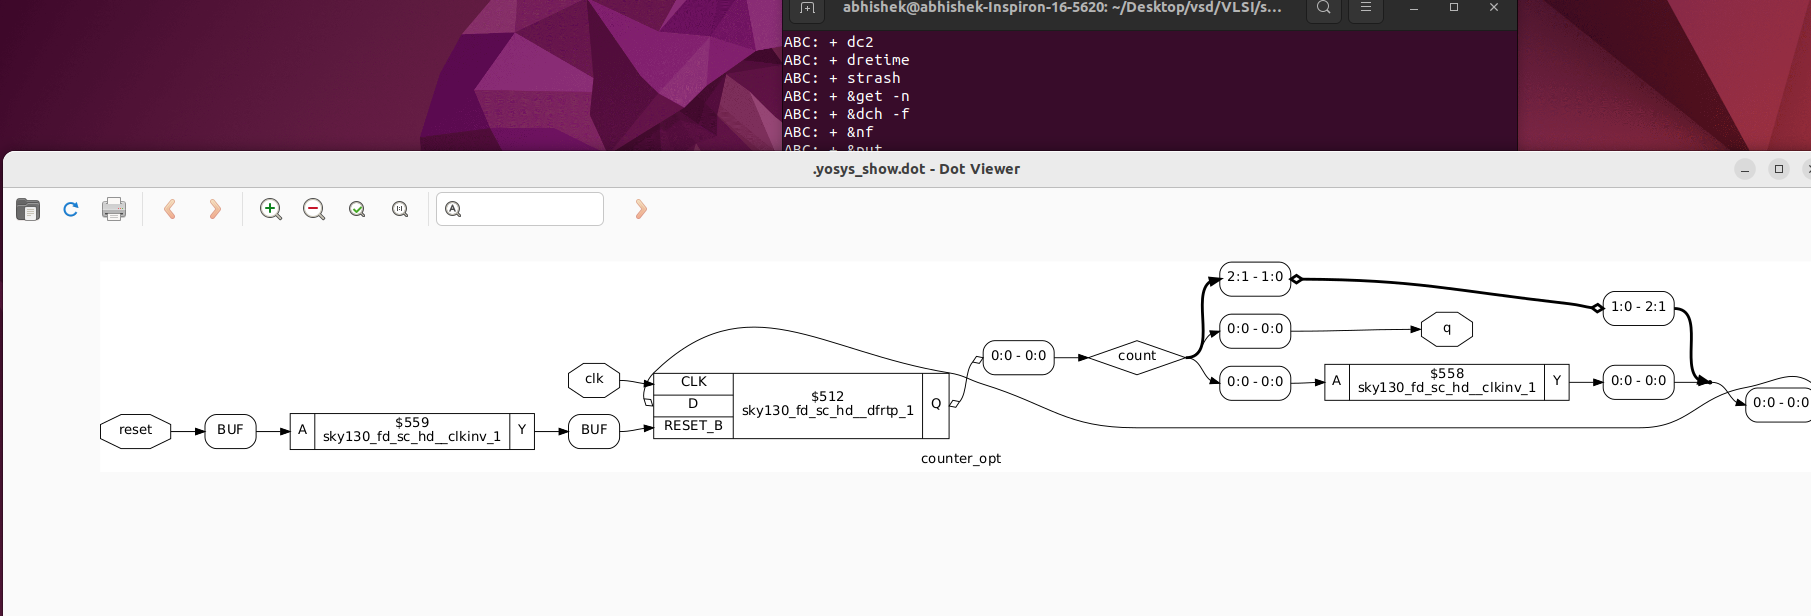 abhishek@abhishek-Inspiron-16-5620: ~/Desktop/vsd/VLSI/s...
ABC: + dc2
ABC: + dretime
ABC: + strash
ABC: + &get -n
ABC: + &dch -f
ABC: + &nf
ABC: + &put
.yosys_show.dot - Dot Viewer
2:1 - 1:0
1:0 - 2:1
0:0 - 0:0
q
0:0 - 0:0
count
clk
CLK
D
RESET_B
$512
sky130_fd_sc_hd__dfrtp_1
Q
0:0 - 0:0
A
$558
sky130_fd_sc_hd__clkinv_1
Y
0:0 - 0:0
0:0 - 0:0
reset
BUF
A
$559
sky130_fd_sc_hd__clkinv_1
Y
BUF
counter_opt